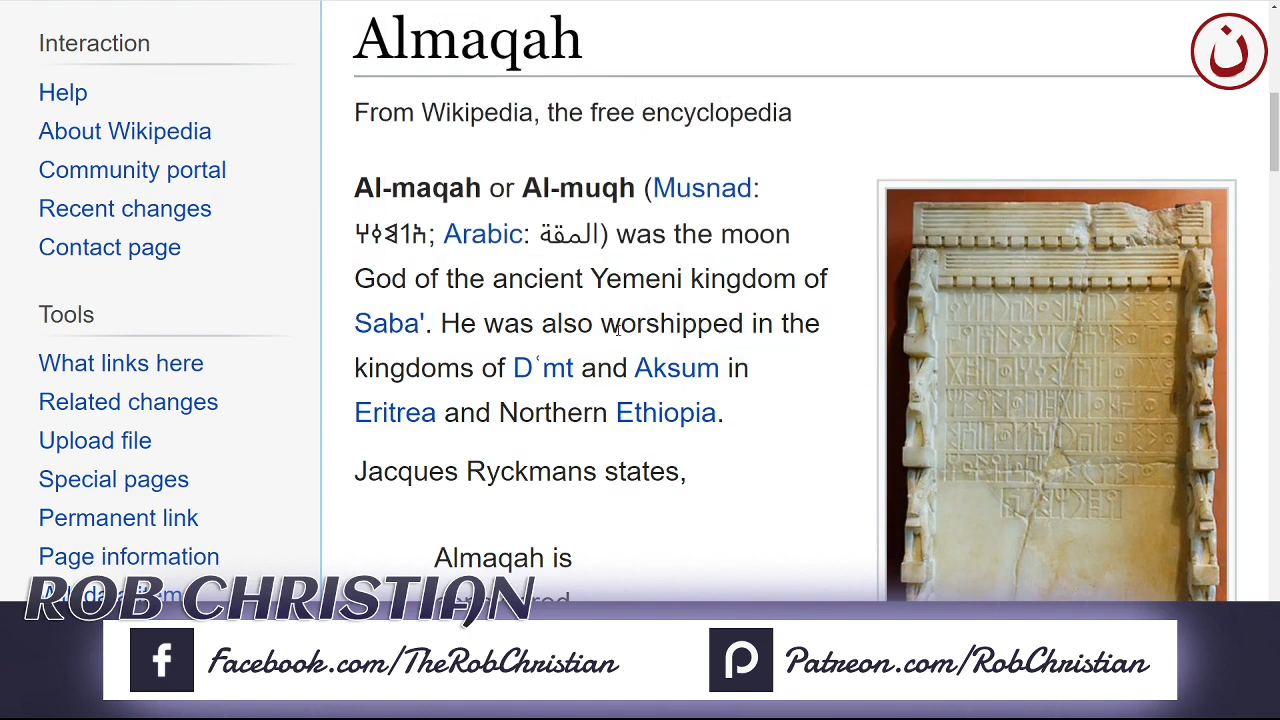 Interaction
Help
About Wikipedia
Community portal
Recent changes
Contact page
Tools
What links here
Related changes
Upload file
Special pages
Permanent link
Page information
Almaqah
From Wikipedia, the free encyclopedia
Al-maqah or Al-muqh (Musnad:
𐩱𐩡𐩣𐩤𐩠; Arabic: المقة) was the moon
God of the ancient Yemeni kingdom of
Saba'. He was also worshipped in the
kingdoms of Dʿmt and Aksum in
Eritrea and Northern Ethiopia.
Jacques Ryckmans states,
Almaqah is
ن
ROB CHRISTIAN
Facebook.com/TheRobChristian
Patreon.com/RobChristian